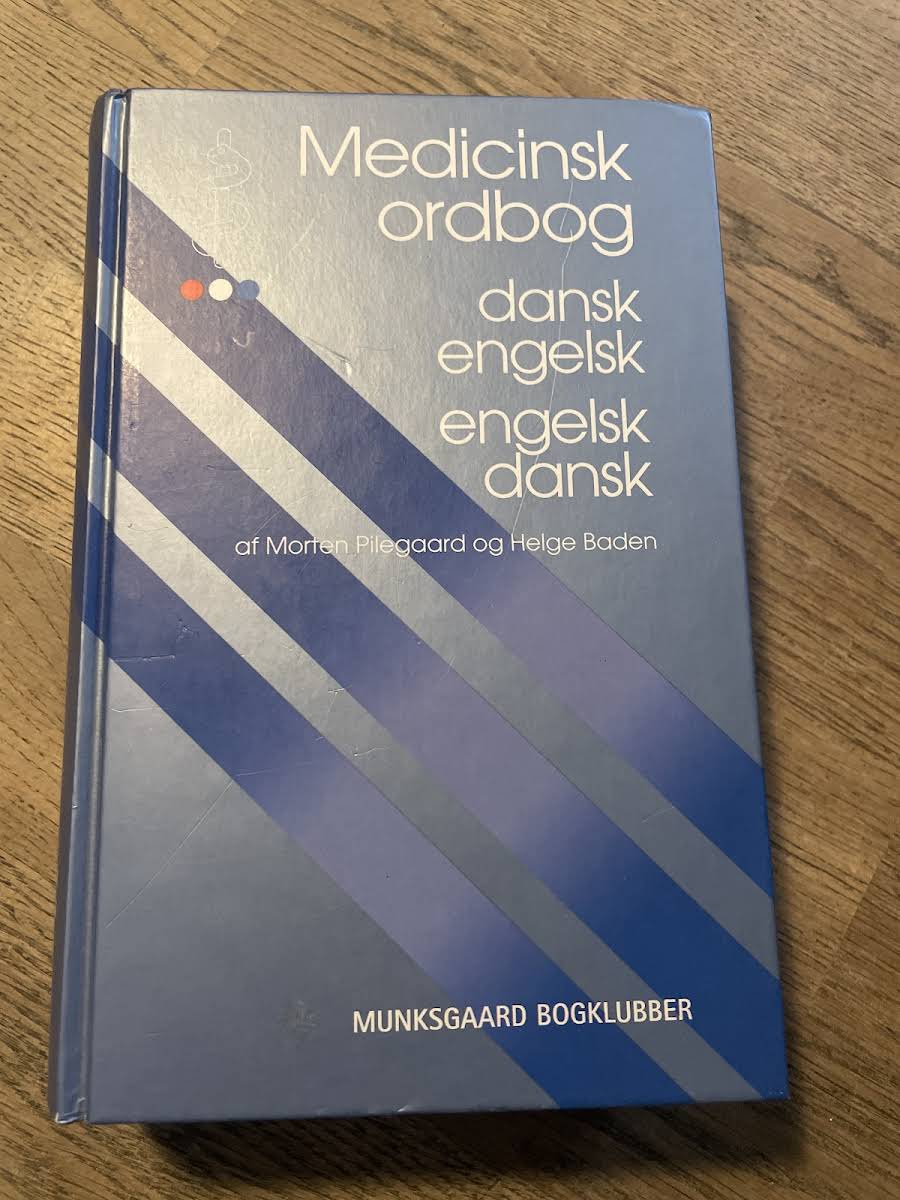 Medicinsk
ordbog
dansk
engelsk
engelsk
dansk
af Morten Pilegaard og Helge Baden
MUNKSGAARD BOGKLUBBER